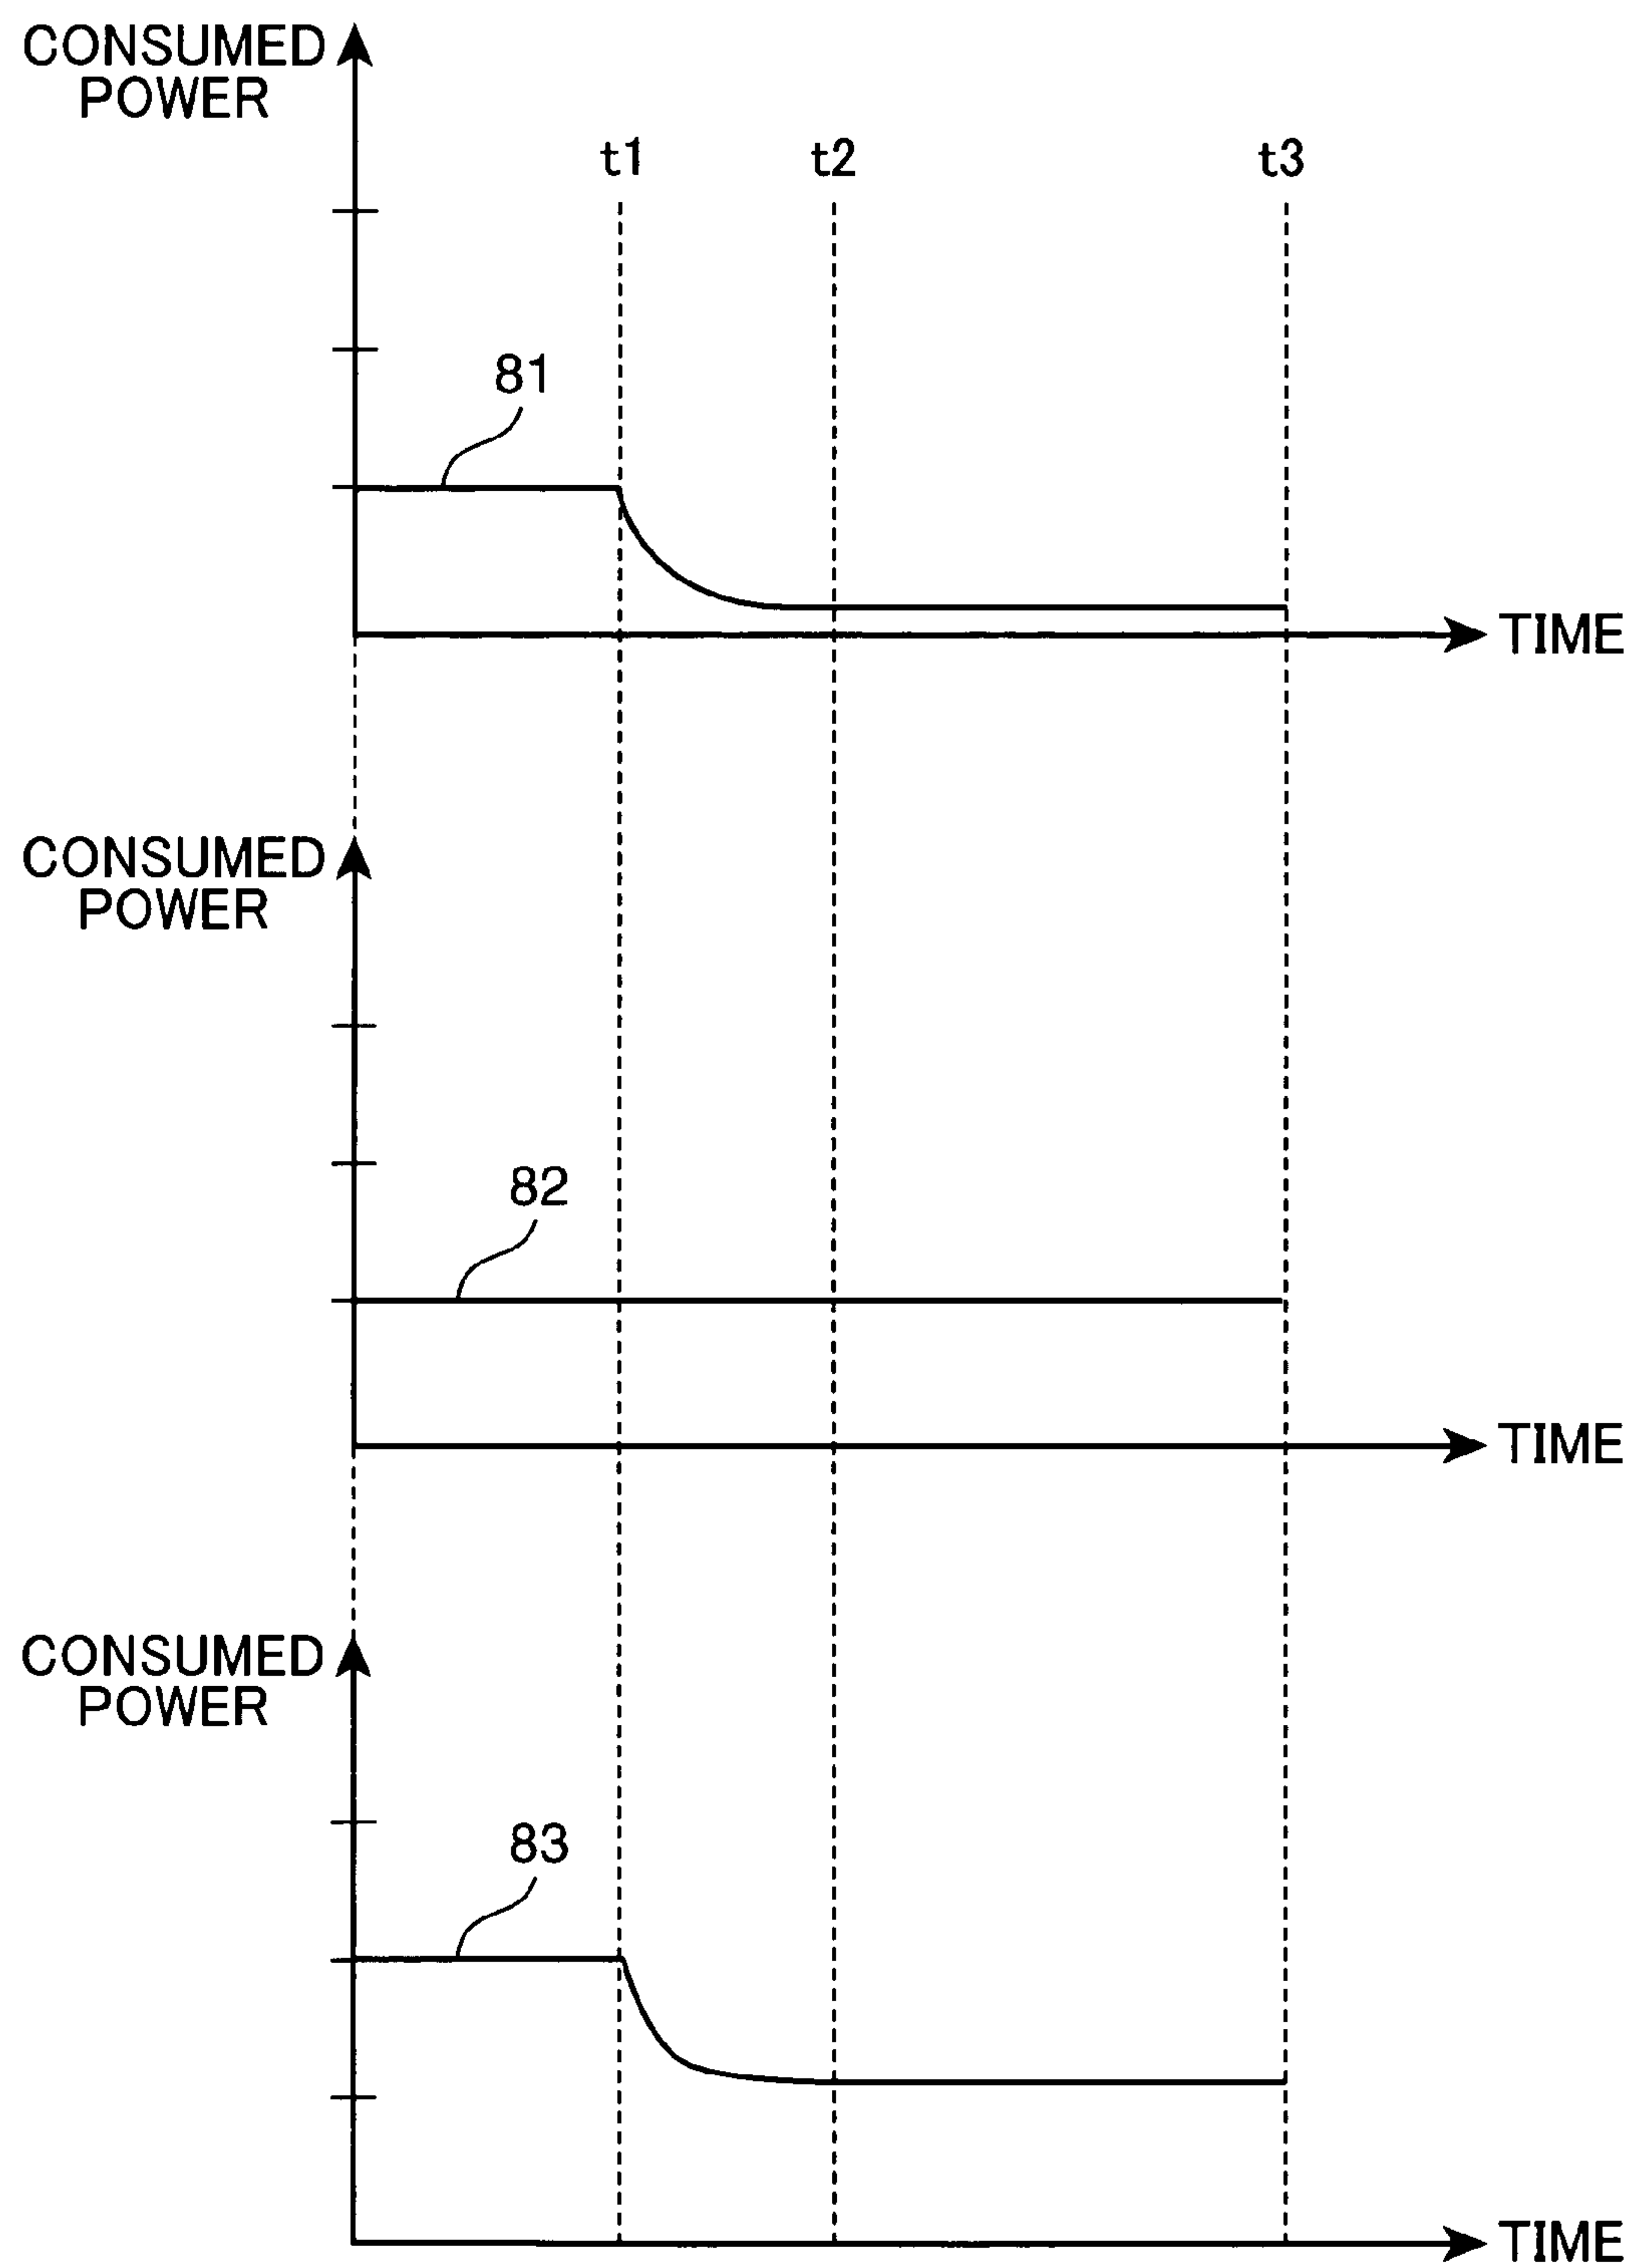 CONSUMED
POWER
t1 t2 t3
81
TIME
CONSUMED
POWER
82
TIME
CONSUMED
POWER
83
TIME